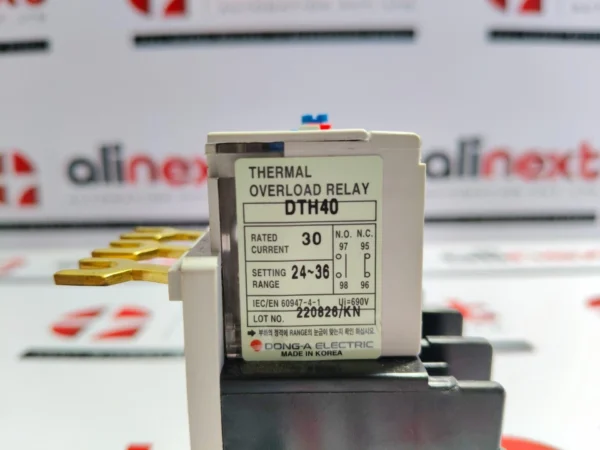 alinext
THERMAL
OVERLOAD RELAY
DTH40
RATED CURRENT 30
N.O. N.C.
97 95
SETTING RANGE 24~36
98 96
IEC/EN 60947-4-1 Ui=690V
LOT NO. 220826/KN
DONG-A ELECTRIC
MADE IN KOREA